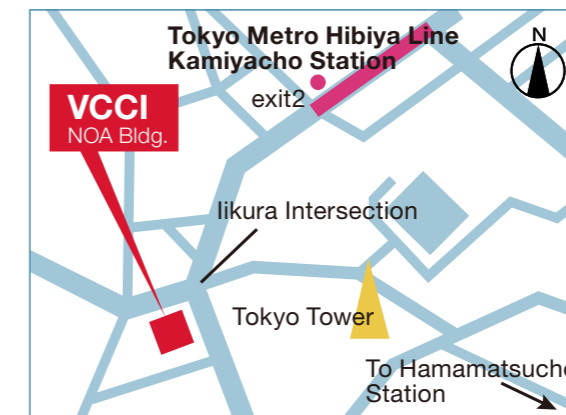 Tokyo Metro Hibiya Line
Kamiyacho Station
exit2
N
VCCI
NOA Bldg.
Iikura Intersection
Tokyo Tower
To Hamamatsucho
Station